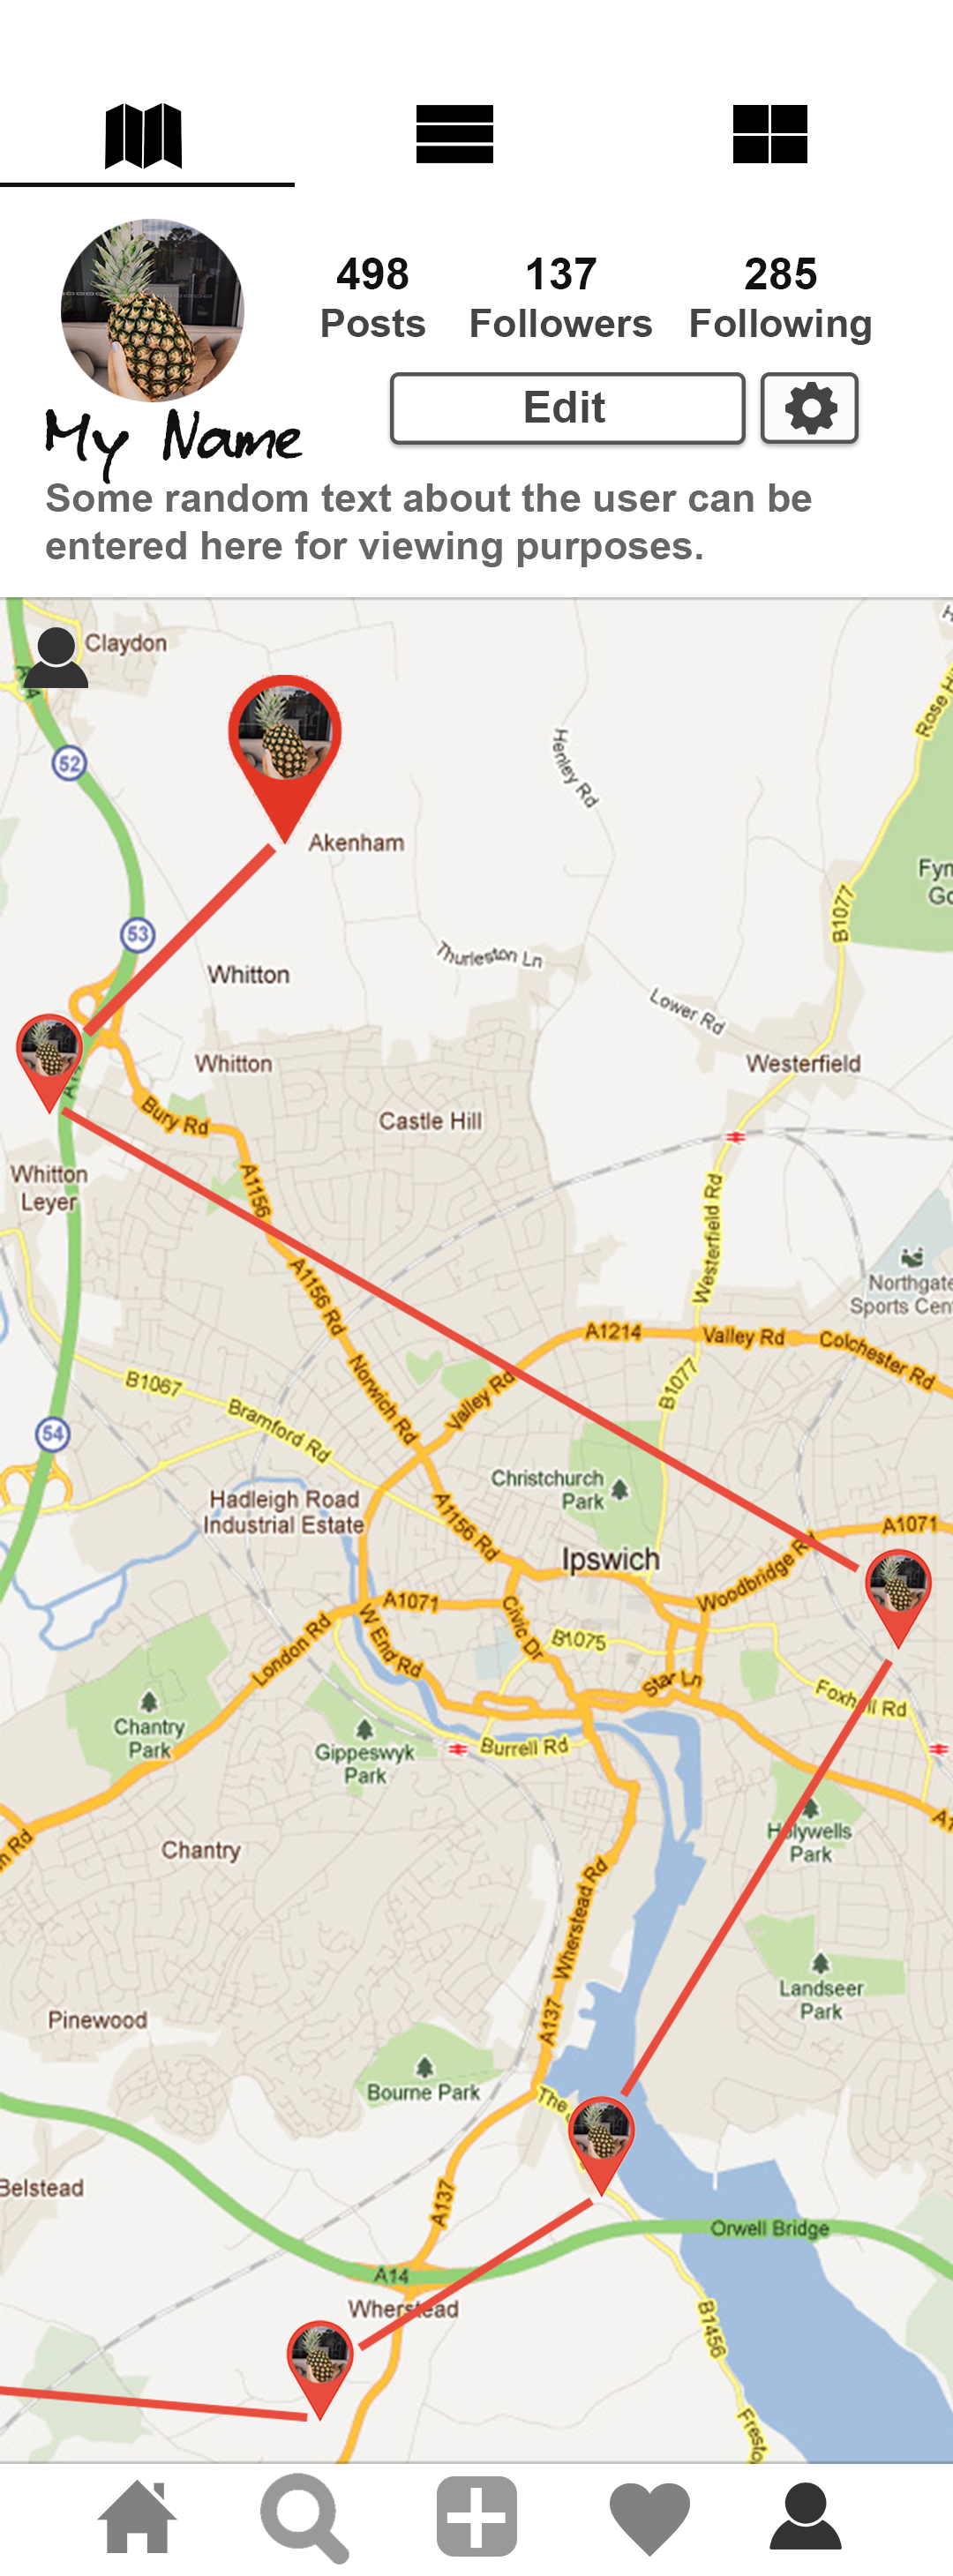 498 137 285
Posts Followers Following
Edit
My Name
Some random text about the user can be
entered here for viewing purposes.
Claydon
52
Henley Rd
Rose
Akenham
B1077
53
Whitton
Thurleston Ln
Lower Rd
Whitton
Westerfield
Bury Rd
Castle Hill
Whitton
Leyer
A1156
Westerfield Rd
Northgate
Sports Cen
A1156 Rd
A1214
Valley Rd
Colchester Rd
B1067
Norwich Rd
Valley Rd
B1077
Bramford Rd
54
Christchurch
Park
Hadleigh Road
Industrial Estate
A1156 Rd
A1071
Ipswich
Woodbridge Rd
A1071
London Rd
W End Rd
Civic Dr
B1075
Star Ln
Foxhall Rd
Chantry
Park
Gippeswyk
Park
Burrell Rd
Holywells
Park
Chantry
Wherstead Rd
Landseer
Park
Pinewood
A137
Bourne Park
The
Belstead
A137
Orwell Bridge
A14
Wherstead
B1456